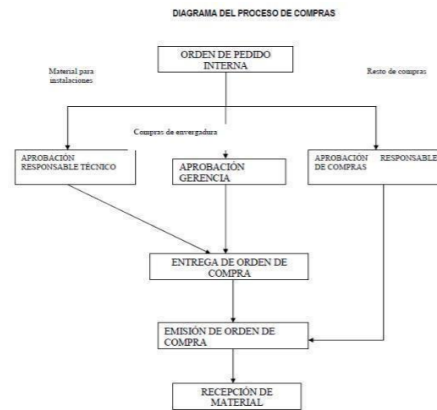 DIAGRAMA DEL PROCESO DE COMPRAS
ORDEN DE PEDIDO
INTERNA
Material para
instalaciones
Resto de compras
Compras de envergadura
APROBACIÓN
RESPONSABLE TÉCNICO
APROBACIÓN
GERENCIA
APROBACIÓN RESPONSABLE
DE COMPRAS
ENTREGA DE ORDEN DE
COMPRA
EMISIÓN DE ORDEN DE
COMPRA
RECEPCIÓN DE
MATERIAL